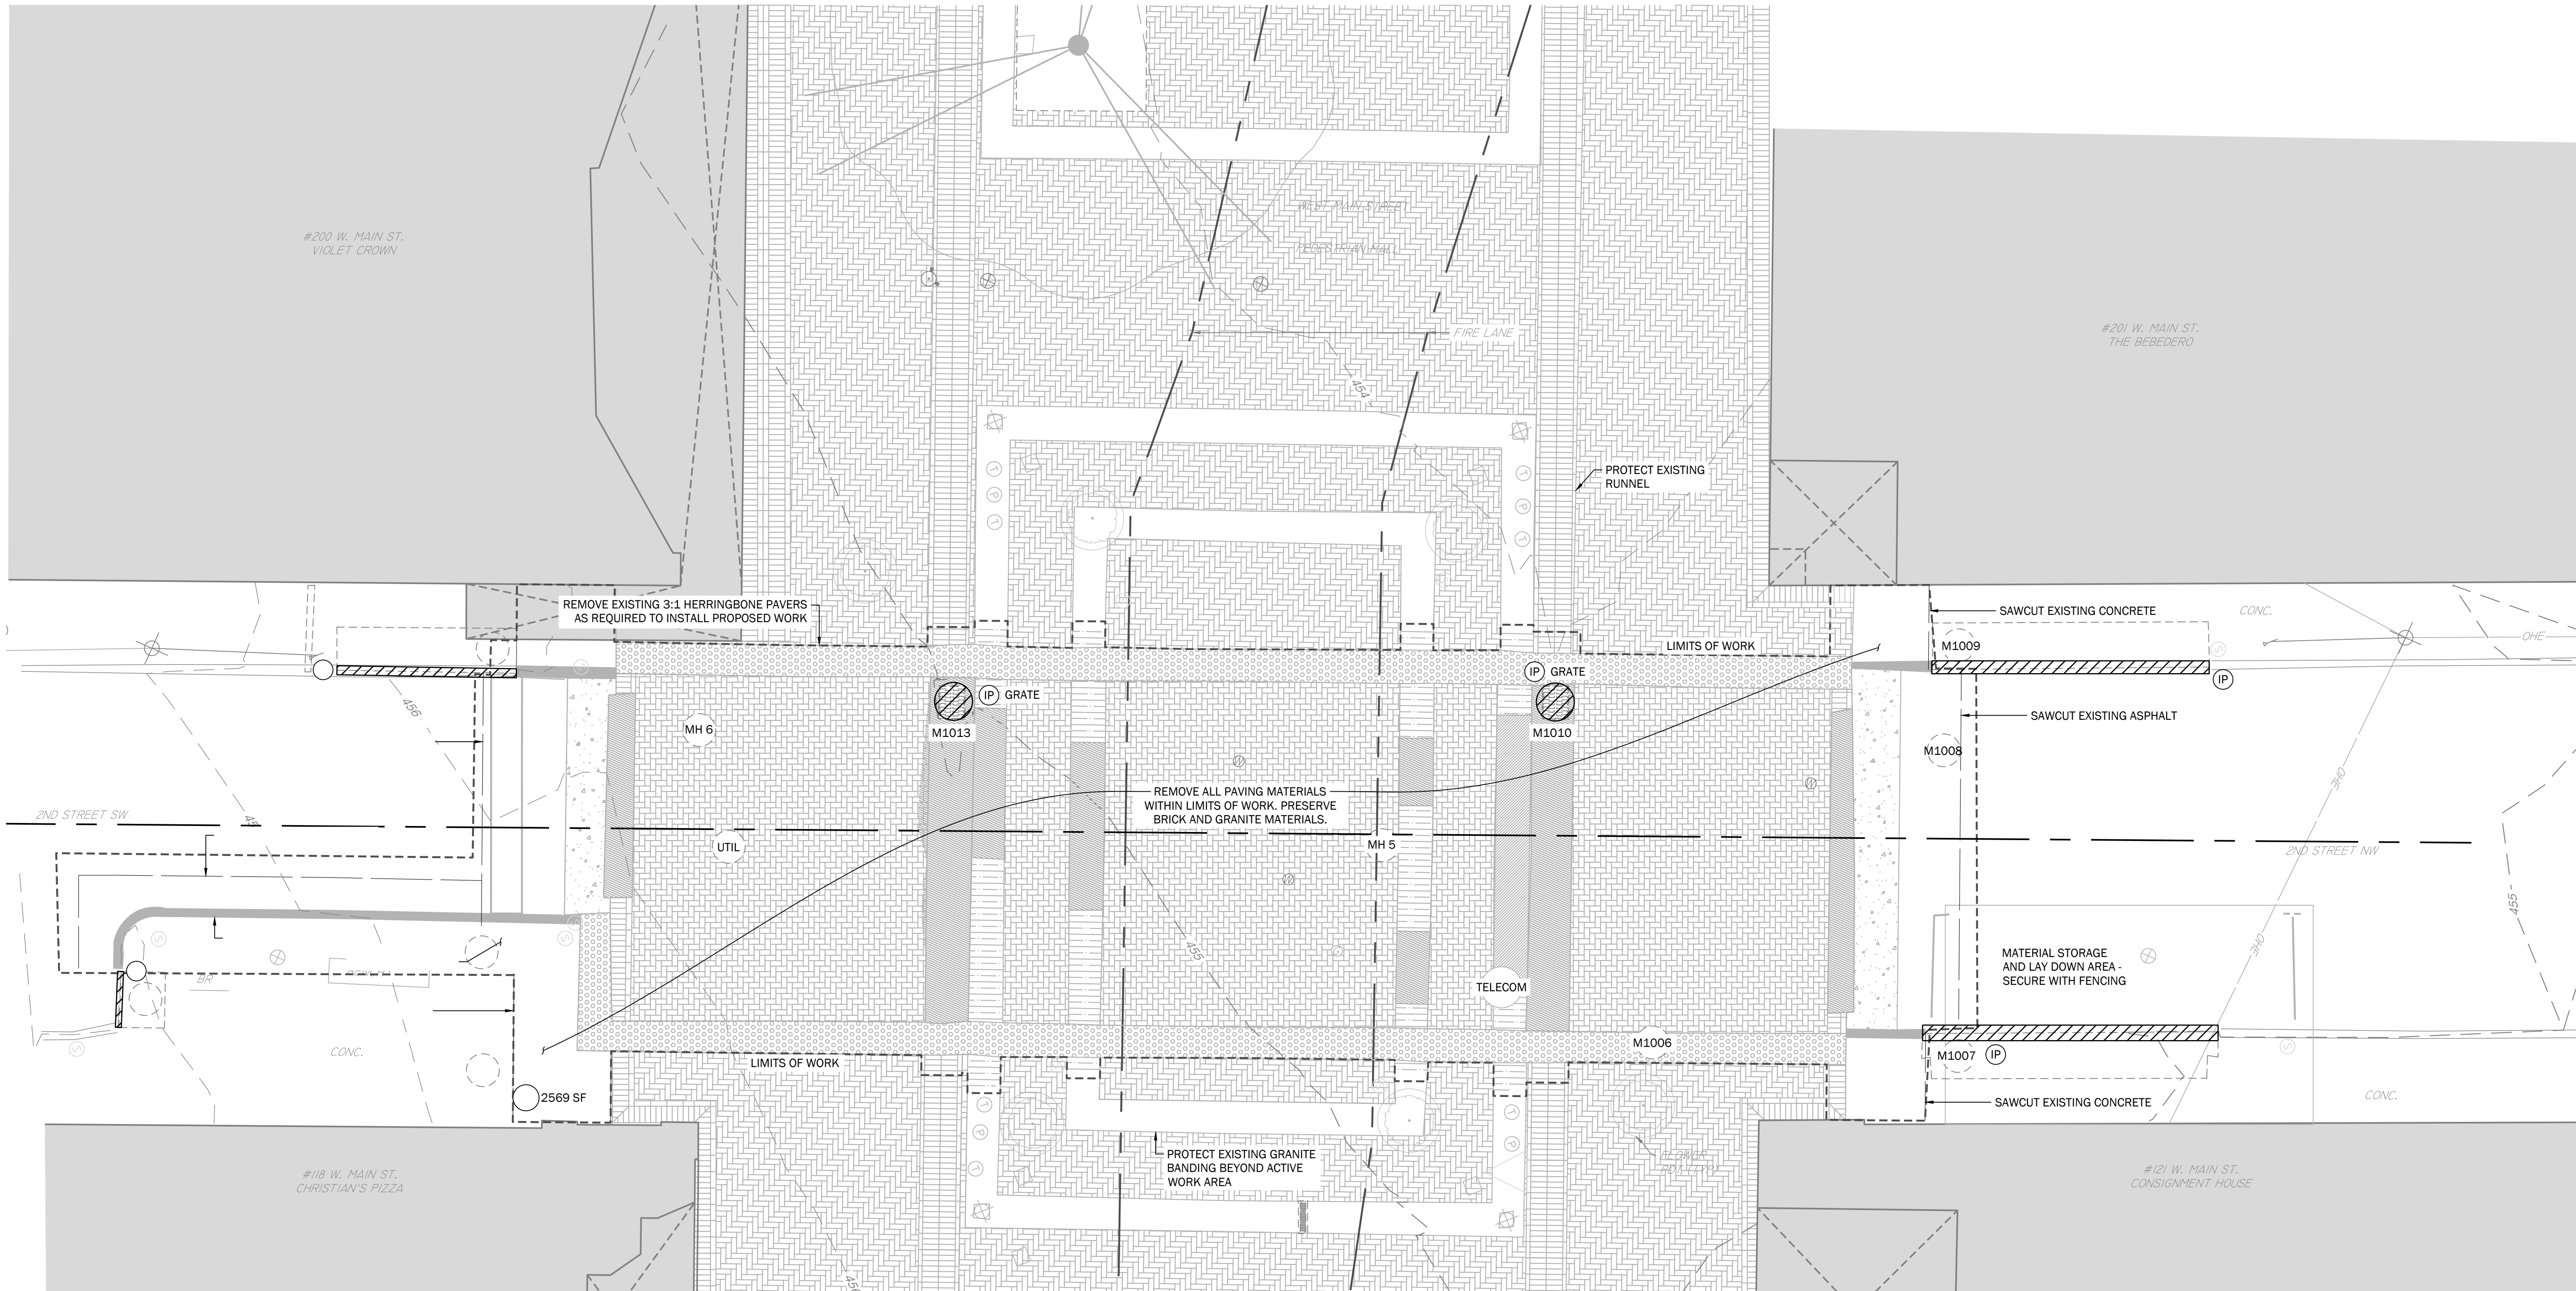 #200 W. MAIN ST.
VIOLET CROWN
WEST MAIN STREET
PEDESTRIAN MALL
FIRE LANE
454
#201 W. MAIN ST.
THE BEBEDERO
PROTECT EXISTING
RUNNEL
T
P
T
T
P
T
REMOVE EXISTING 3:1 HERRINGBONE PAVERS
AS REQUIRED TO INSTALL PROPOSED WORK
LIMITS OF WORK
SAWCUT EXISTING CONCRETE
CONC.
OHE
M1009
S
S
IP GRATE
IP GRATE
IP
456
MH 6
M1013
M1010
SAWCUT EXISTING ASPHALT
M1008
W
W
OHE
REMOVE ALL PAVING MATERIALS
WITHIN LIMITS OF WORK. PRESERVE
BRICK AND GRANITE MATERIALS.
2ND STREET SW
UTIL
MH 5
2ND STREET NW
W
455
S
S
G
455
OHE
MATERIAL STORAGE
AND LAY DOWN AREA -
SECURE WITH FENCING
BR
TELECOM
CONC.
S
M1006
S
LIMITS OF WORK
M1007
IP
2569 SF
SAWCUT EXISTING CONCRETE
CONC.
T
P
T
T
P
PROTECT EXISTING GRANITE
BANDING BEYOND ACTIVE
WORK AREA
FLOWER
POT (TYP)
#118 W. MAIN ST.
CHRISTIAN'S PIZZA
#121 W. MAIN ST.
CONSIGNMENT HOUSE